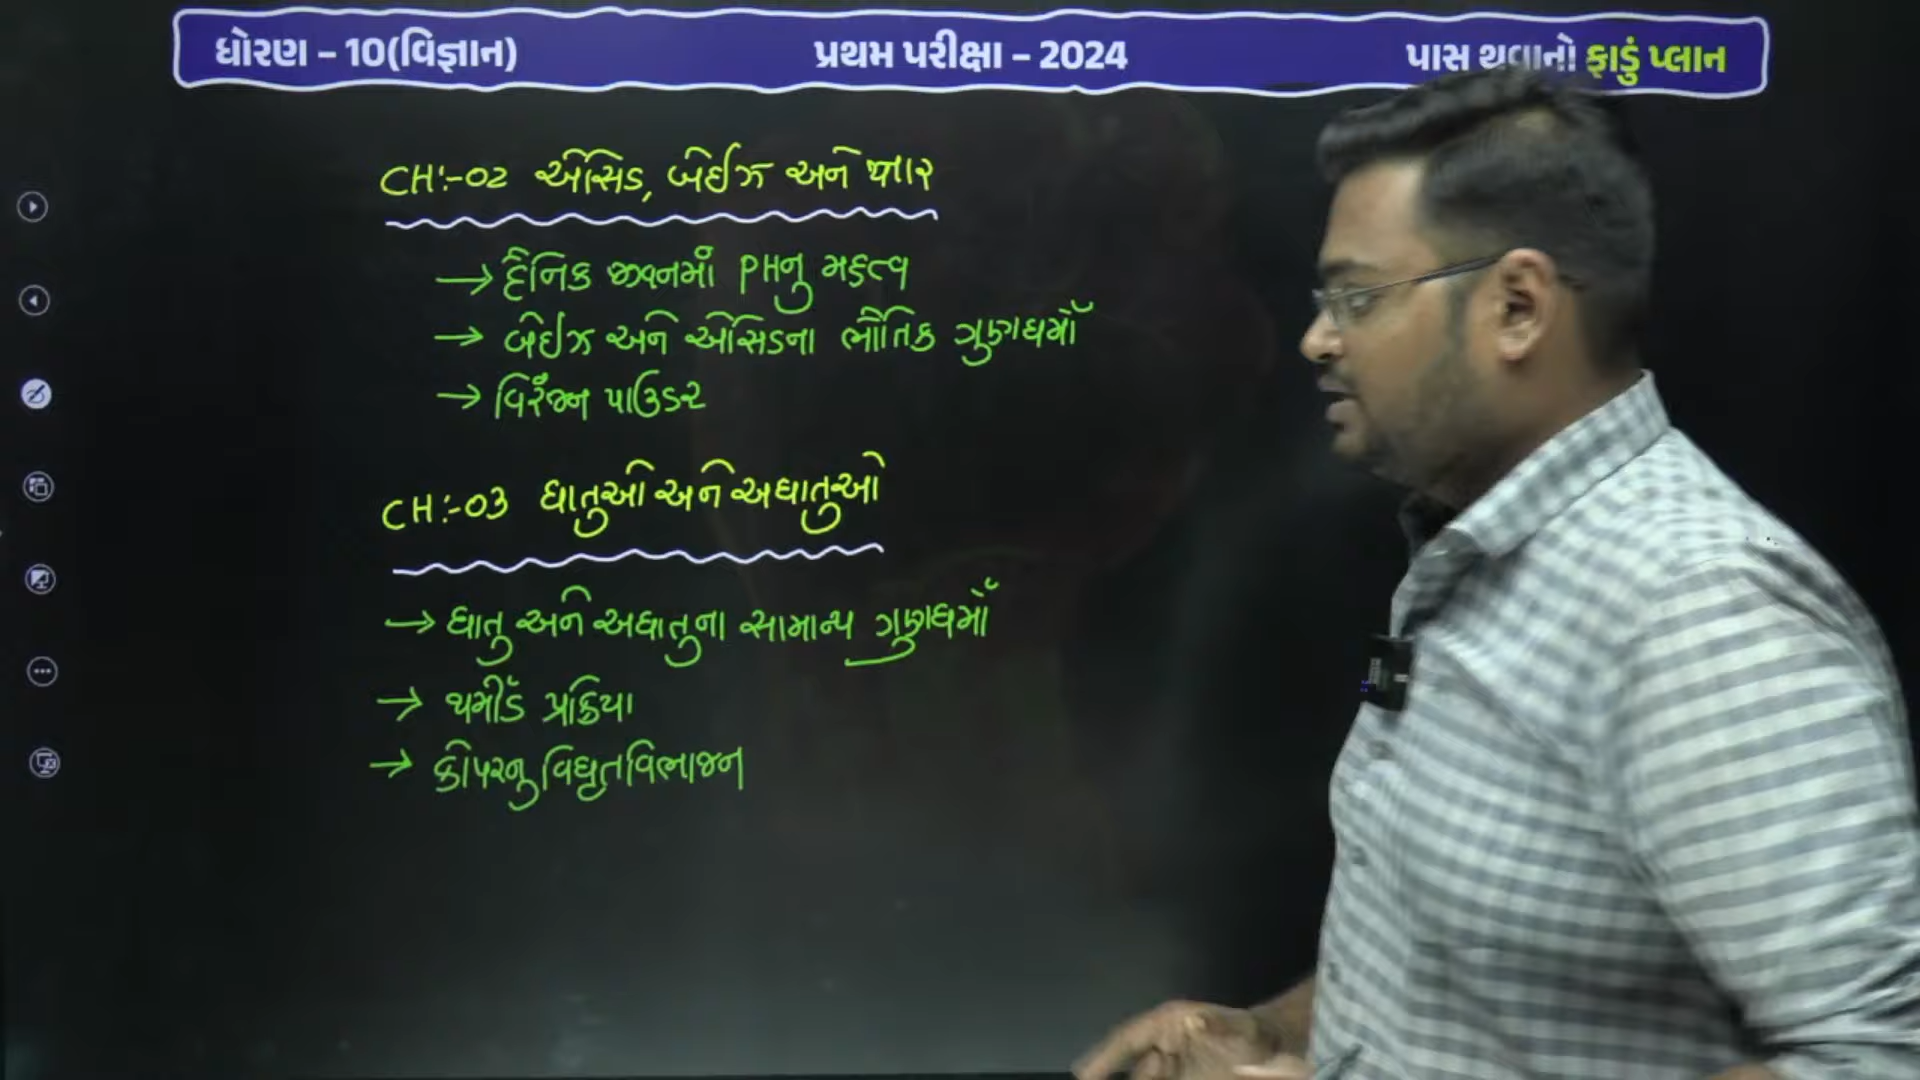 ધોરણ – 10(વિજ્ઞાન) પ્રથમ પરીક્ષા – 2024 પાસ થવાનો ફાડું પ્લાન
CH:-02 એસિડ, બેઈઝ અને ક્ષાર
→ દૈનિક જીવનમાં PHનુ મહત્વ
→ બેઈઝ અને એસિડના ભૌતિક ગુણધર્મો
→ વિરંજન પાઉડર
CH:-03 ધાતુઓ અને અધાતુઓ
→ ધાતુ અને અધાતુના સામાન્ય ગુણધર્મો
→ થર્મીટ પ્રક્રિયા
→ કોપરનુ વિદ્યુતવિભાજન